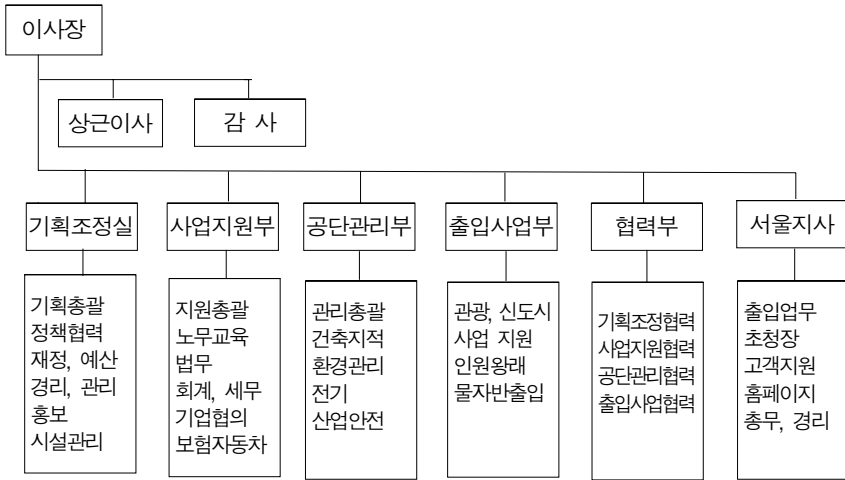 이사장
상근이사
감 사
기획조정실
사업지원부
공단관리부
출입사업부
협력부
서울지사
기획총괄
정책협력
재정, 예산
경리, 관리
홍보
시설관리
지원총괄
노무교육
법무
회계, 세무
기업협의
보험자동차
관리총괄
건축지적
환경관리
전기
산업안전
관광, 신도시
사업 지원
인원왕래
물자반출입
기획조정협력
사업지원협력
공단관리협력
출입사업협력
출입업무
초청장
고객지원
홈페이지
총무, 경리